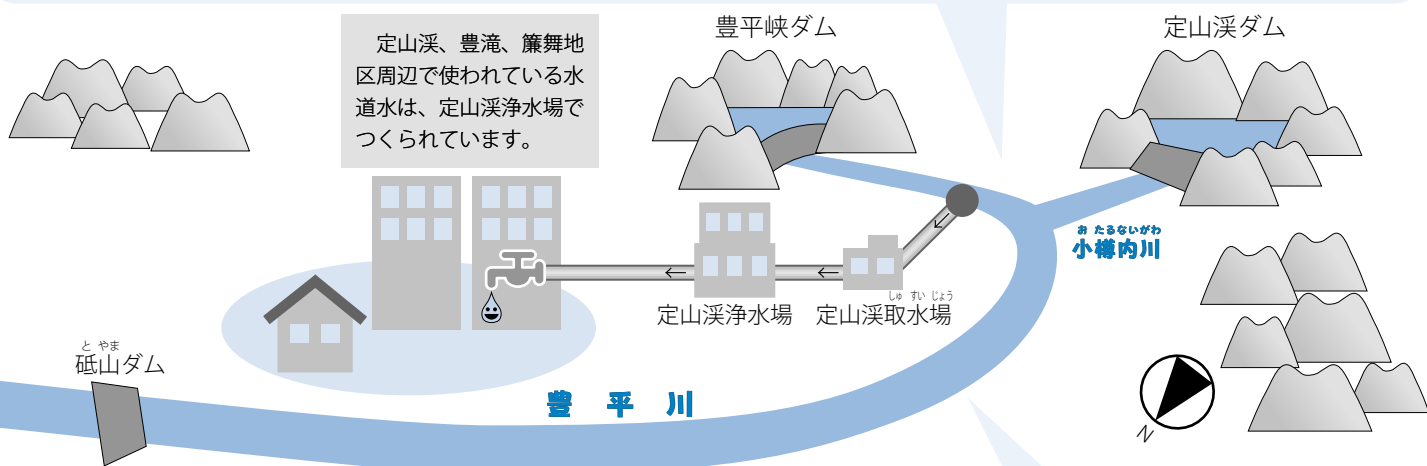 定山渓、豊滝、簾舞地
区周辺で使われている水
道水は、定山渓浄水場で
つくられています。
豊平峡ダム
定山渓ダム
お たるないがわ
小樽内川
定山渓浄水場
しゅ すい じょう
定山渓取水場
と やま
砥山ダム
豊平川
N